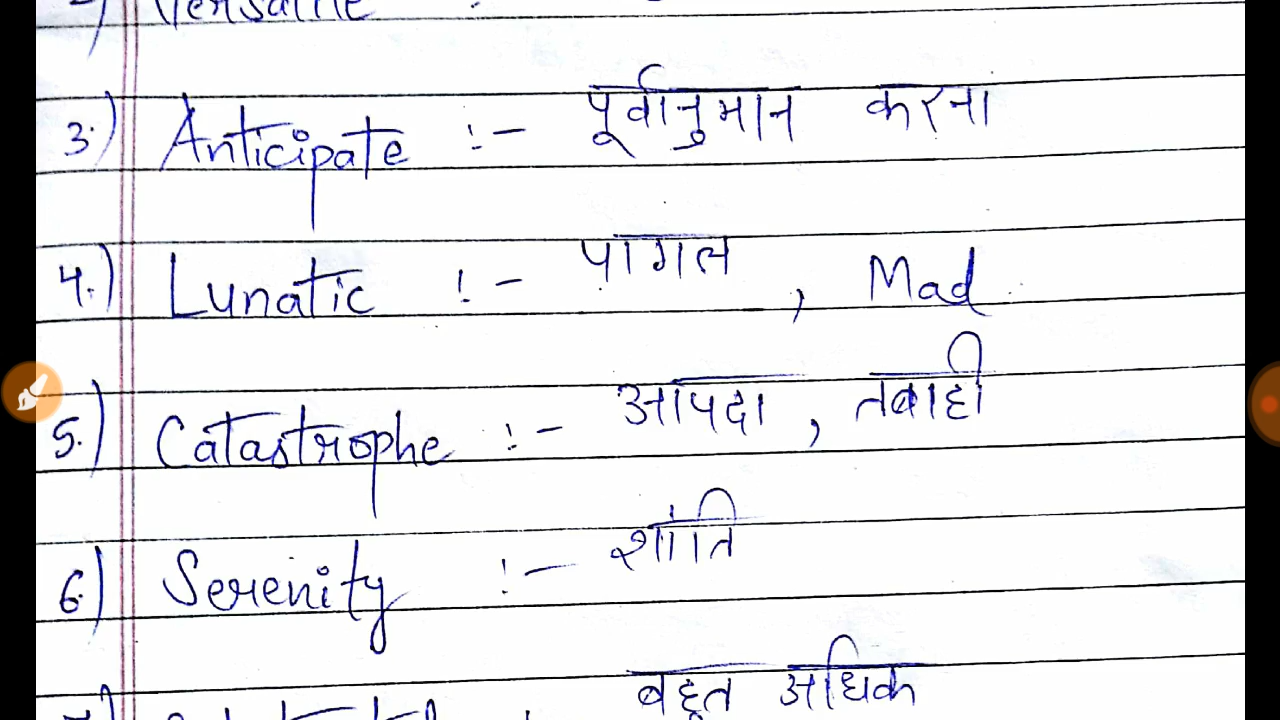 3.) Anticipate :- पूर्वानुमान करना
4.) Lunatic :- पागल , Mad
5.) Catastrophe :- आपदा , तबाही
6.) Serenity :- शांति
बहुत अधिक